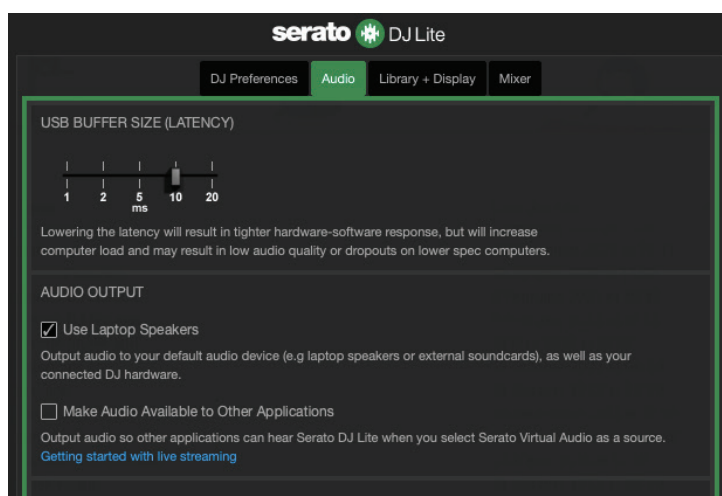 serato DJ Lite
DJ Preferences Audio Library + Display Mixer
USB BUFFER SIZE (LATENCY)
1 2 5 10 20
ms
Lowering the latency will result in tighter hardware-software response, but will increase
computer load and may result in low audio quality or dropouts on lower spec computers.
AUDIO OUTPUT
Use Laptop Speakers
Output audio to your default audio device (e.g laptop speakers or external soundcards), as well as your
connected DJ hardware.
Make Audio Available to Other Applications
Output audio so other applications can hear Serato DJ Lite when you select Serato Virtual Audio as a source.
Getting started with live streaming